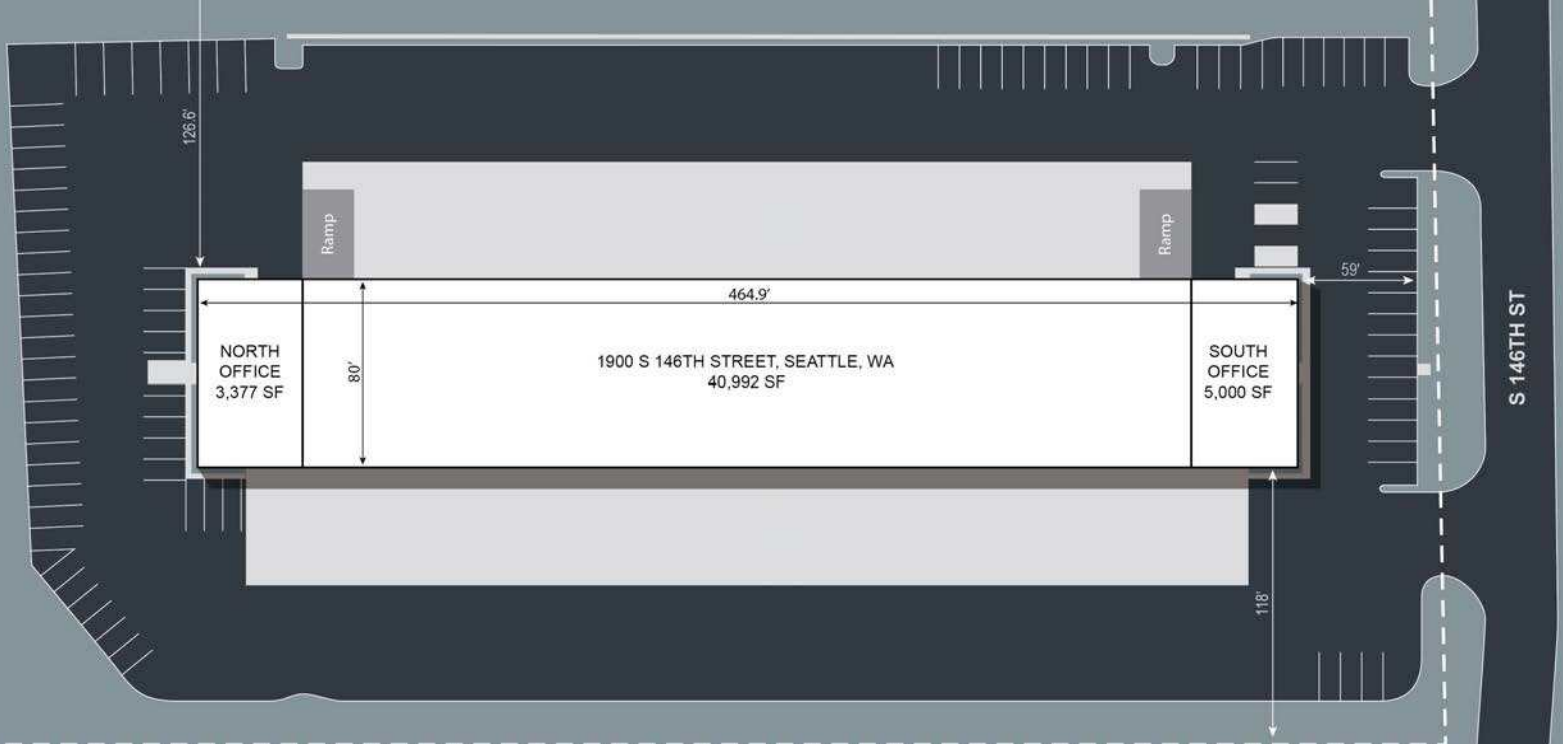 126.6'
Ramp
Ramp
59'
464.9'
NORTH
OFFICE
3,377 SF
80'
1900 S 146TH STREET, SEATTLE, WA
40,992 SF
SOUTH
OFFICE
5,000 SF
S 146TH ST
118'